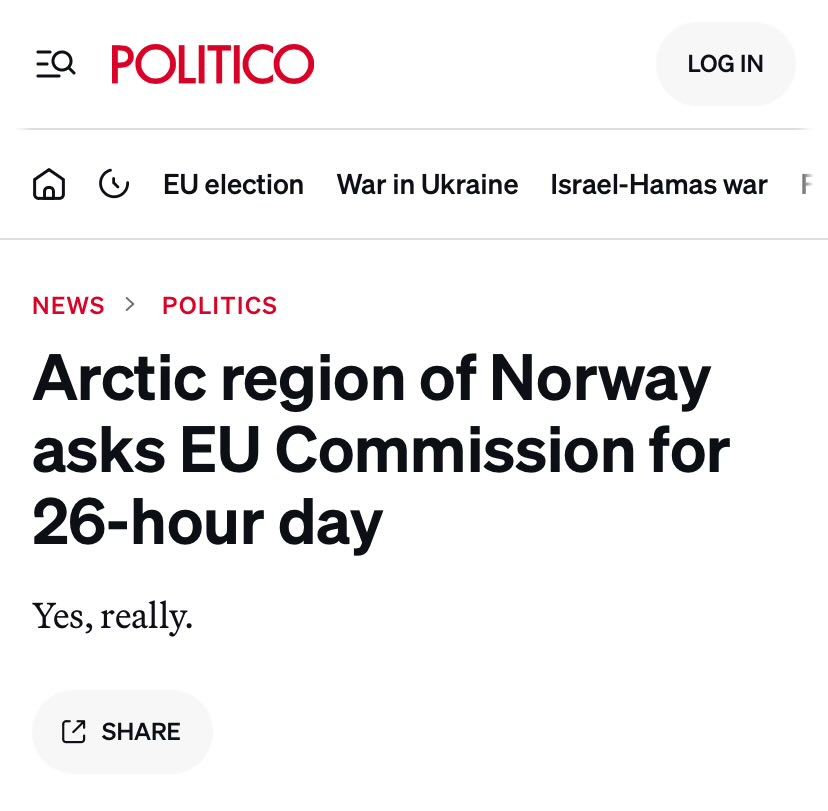 POLITICO
LOG IN
EU election War in Ukraine Israel-Hamas war
NEWS > POLITICS
Arctic region of Norway
asks EU Commission for
26-hour day
Yes, really.
SHARE